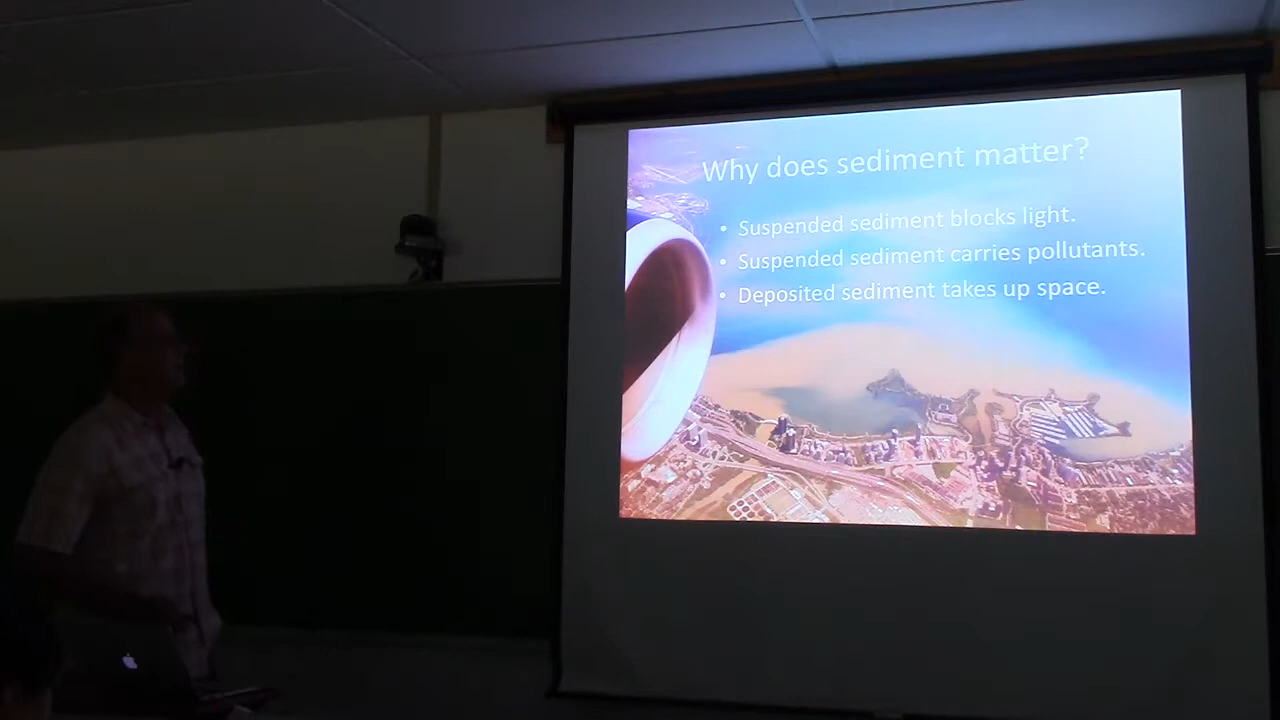 Why does sediment matter?
• Suspended sediment blocks light.
• Suspended sediment carries pollutants.
• Deposited sediment takes up space.